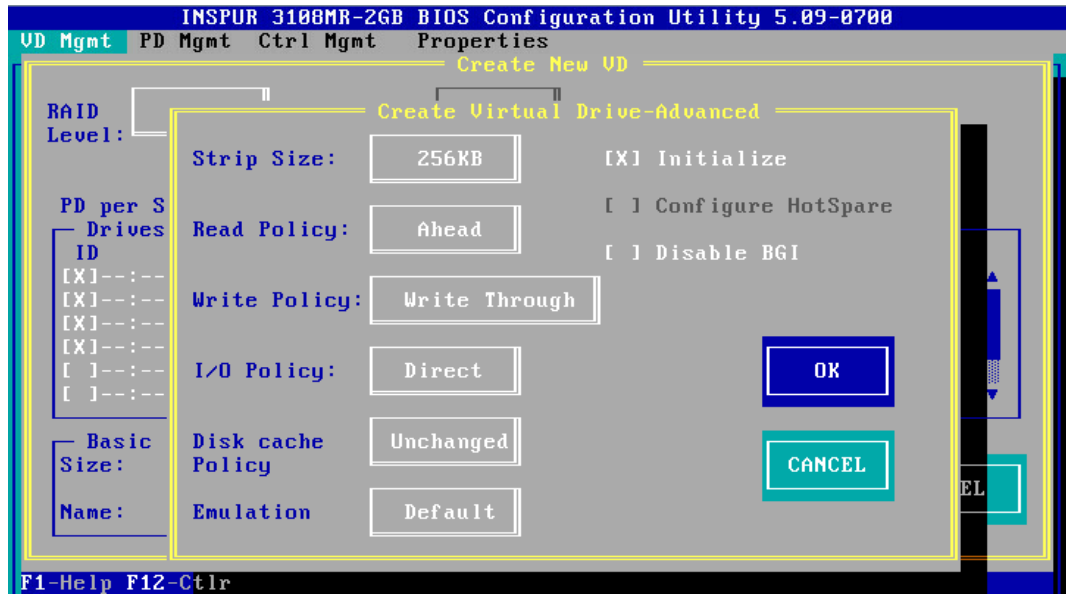 INSPUR 3108MR-2GB BIOS Configuration Utility 5.09-0700
VD Mgmt PD Mgmt Ctrl Mgmt Properties
Create New VD
RAID
Level:
Create Virtual Drive-Advanced
Strip Size: 256KB [X] Initialize
PD per S
[ ] Configure HotSpare
Drives
Read Policy: Ahead
ID
[ ] Disable BGI
[X]--:--
[X]--:--
Write Policy: Write Through
[X]--:--
[X]--:--
[ ]--:--
I/O Policy: Direct
OK
[ ]--:--
Basic
Size:
Disk cache
Policy
Unchanged
CANCEL
EL
Name:
Emulation Default
F1-Help F12-Ctlr